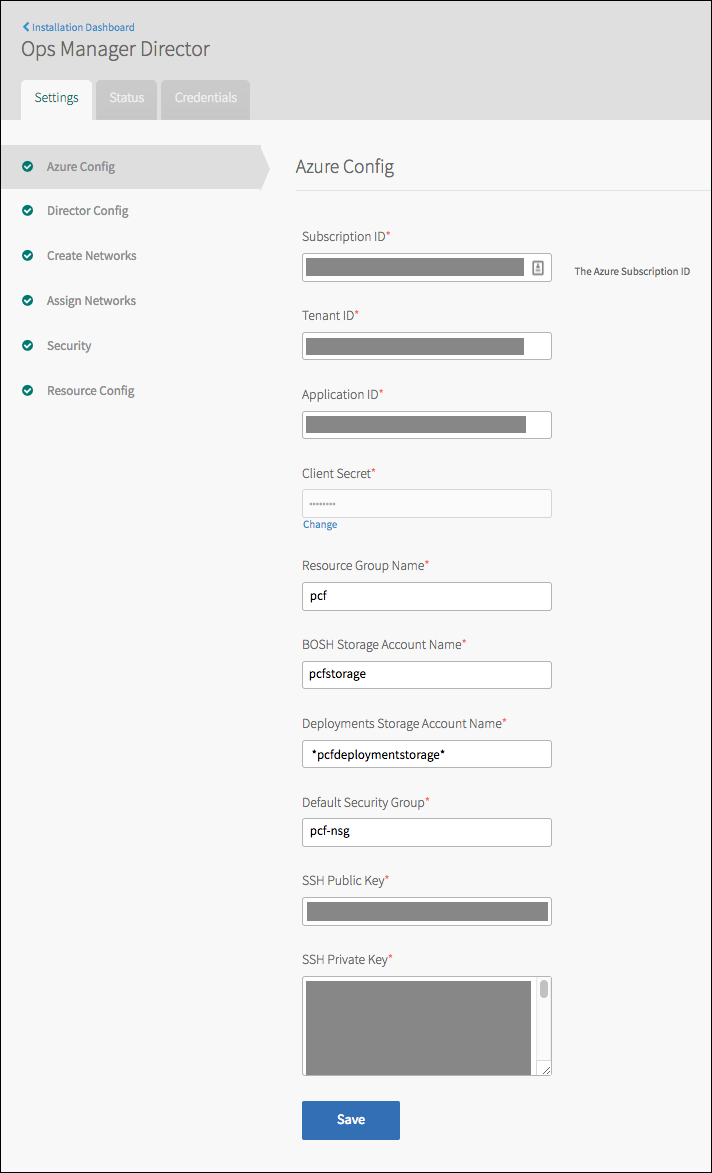 Installation Dashboard
Ops Manager Director
Settings
Status
Credentials
Azure Config
Director Config
Create Networks
Assign Networks
Security
Resource Config
Azure Config
Subscription ID*
The Azure Subscription ID
Tenant ID*
Application ID*
Client Secret*
••••••••
Change
Resource Group Name*
pcf
BOSH Storage Account Name*
pcfstorage
Deployments Storage Account Name*
*pcfdeploymentstorage*
Default Security Group*
pcf-nsg
SSH Public Key*
SSH Private Key*
Save